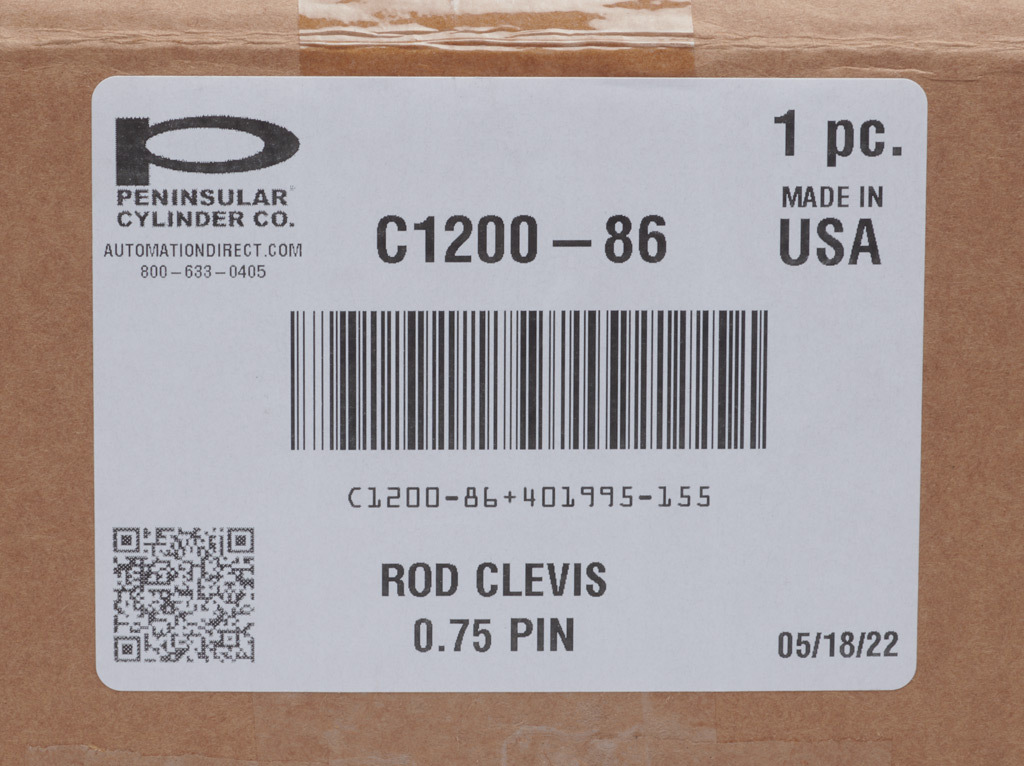 PENINSULAR®
CYLINDER CO.
AUTOMATIONDIRECT.COM
800-633-0405
1 pc.
MADE IN
USA
C1200-86
C1200-86+401995-155
ROD CLEVIS
0.75 PIN
05/18/22